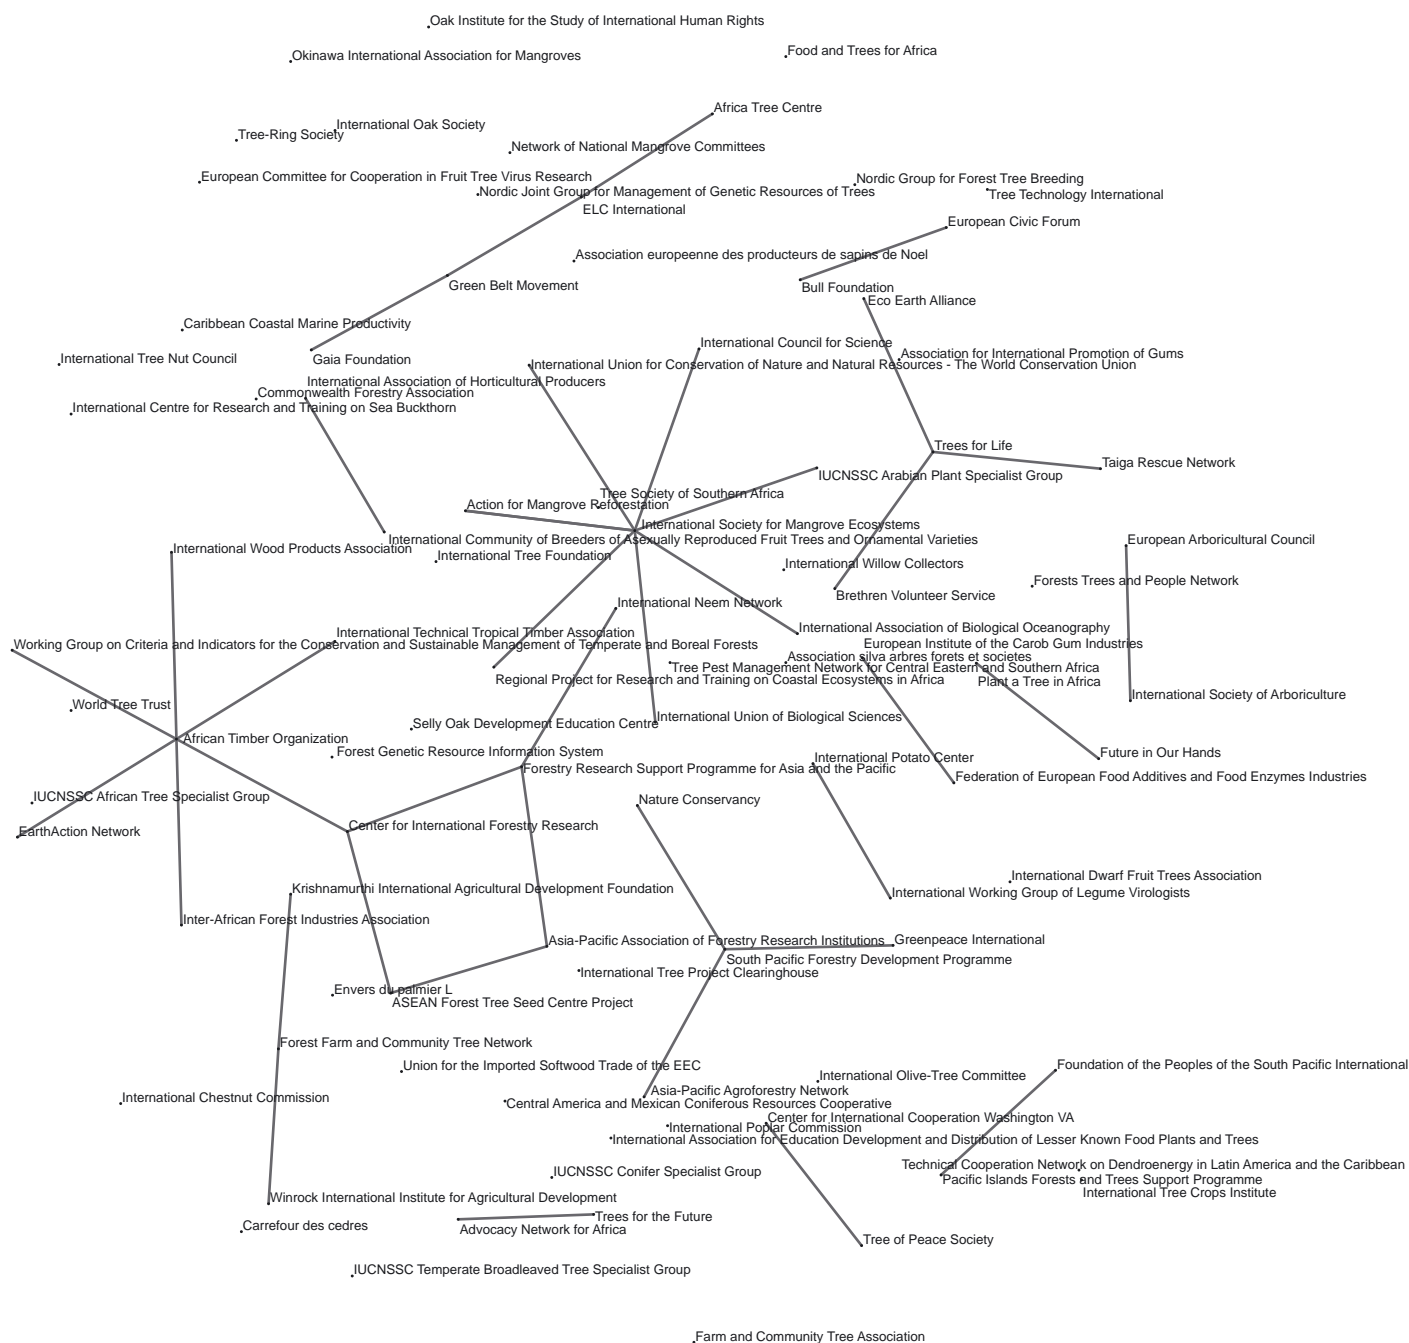 Oak Institute for the Study of International Human Rights
Food and Trees for Africa
Okinawa International Association for Mangroves
Africa Tree Centre
International Oak Society
Tree-Ring Society
Network of National Mangrove Committees
European Committee for Cooperation in Fruit Tree Virus Research
Nordic Group for Forest Tree Breeding
Nordic Joint Group for Management of Genetic Resources of Trees
Tree Technology International
ELC International
European Civic Forum
Association europeenne des producteurs de sapins de Noel
Green Belt Movement
Bull Foundation
Eco Earth Alliance
Caribbean Coastal Marine Productivity
International Council for Science
Association for International Promotion of Gums
International Tree Nut Council
Gaia Foundation
International Union for Conservation of Nature and Natural Resources - The World Conservation Union
International Association of Horticultural Producers
Commonwealth Forestry Association
International Centre for Research and Training on Sea Buckthorn
Trees for Life
Taiga Rescue Network
IUCNSSC Arabian Plant Specialist Group
Tree Society of Southern Africa
Action for Mangrove Reforestation
International Society for Mangrove Ecosystems
International Community of Breeders of Asexually Reproduced Fruit Trees and Ornamental Varieties
European Arboricultural Council
International Wood Products Association
International Tree Foundation
International Willow Collectors
Forests Trees and People Network
Brethren Volunteer Service
International Neem Network
International Association of Biological Oceanography
International Technical Tropical Timber Association
Working Group on Criteria and Indicators for the Conservation and Sustainable Management of Temperate and Boreal Forests
European Institute of the Carob Gum Industries
Association silva arbres forets et societes
Tree Pest Management Network for Central Eastern and Southern Africa
Regional Project for Research and Training on Coastal Ecosystems in Africa
Plant a Tree in Africa
International Society of Arboriculture
World Tree Trust
International Union of Biological Sciences
Selly Oak Development Education Centre
African Timber Organization
Forest Genetic Resource Information System
Future in Our Hands
International Potato Center
Forestry Research Support Programme for Asia and the Pacific
Federation of European Food Additives and Food Enzymes Industries
IUCNSSC African Tree Specialist Group
Nature Conservancy
EarthAction Network
Center for International Forestry Research
International Dwarf Fruit Trees Association
Krishnamurthi International Agricultural Development Foundation
International Working Group of Legume Virologists
Inter-African Forest Industries Association
Asia-Pacific Association of Forestry Research Institutions
Greenpeace International
South Pacific Forestry Development Programme
International Tree Project Clearinghouse
Envers du palmier L
ASEAN Forest Tree Seed Centre Project
Forest Farm and Community Tree Network
Union for the Imported Softwood Trade of the EEC
Foundation of the Peoples of the South Pacific International
International Olive-Tree Committee
Asia-Pacific Agroforestry Network
International Chestnut Commission
Central America and Mexican Coniferous Resources Cooperative
Center for International Cooperation Washington VA
International Poplar Commission
International Association for Education Development and Distribution of Lesser Known Food Plants and Trees
Technical Cooperation Network on Dendroenergy in Latin America and the Caribbean
IUCNSSC Conifer Specialist Group
Pacific Islands Forests and Trees Support Programme
International Tree Crops Institute
Winrock International Institute for Agricultural Development
Trees for the Future
Carrefour des cedres
Advocacy Network for Africa
Tree of Peace Society
IUCNSSC Temperate Broadleaved Tree Specialist Group
Farm and Community Tree Association